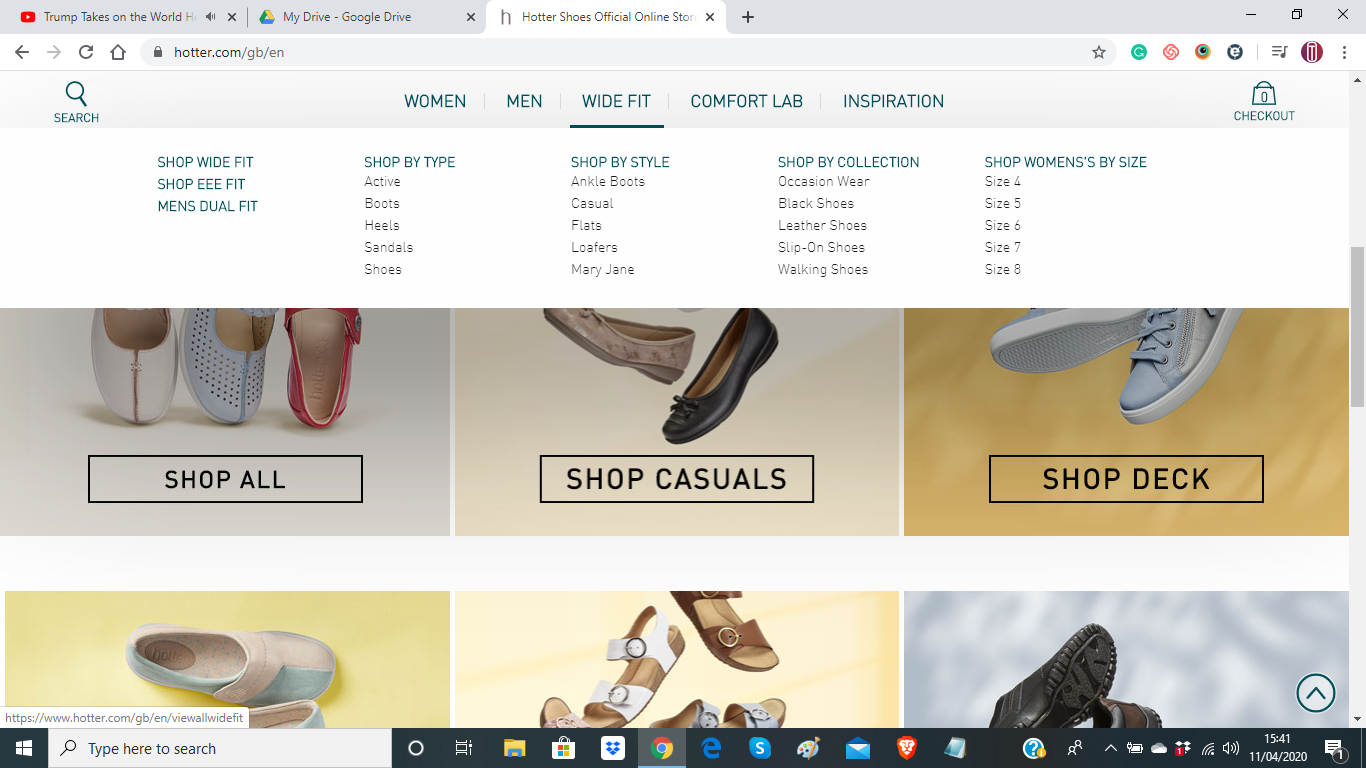 Trump Takes on the World He
My Drive - Google Drive
Hotter Shoes Official Online Store
hotter.com/gb/en
SEARCH
WOMEN
MEN
WIDE FIT
COMFORT LAB
INSPIRATION
0
CHECKOUT
SHOP WIDE FIT
SHOP EEE FIT
MENS DUAL FIT
SHOP BY TYPE
Active
Boots
Heels
Sandals
Shoes
SHOP BY STYLE
Ankle Boots
Casual
Flats
Loafers
Mary Jane
SHOP BY COLLECTION
Occasion Wear
Black Shoes
Leather Shoes
Slip-On Shoes
Walking Shoes
SHOP WOMENS'S BY SIZE
Size 4
Size 5
Size 6
Size 7
Size 8
SHOP ALL
SHOP CASUALS
SHOP DECK
https://www.hotter.com/gb/en/viewallwidefit
Type here to search
15:41
11/04/2020
1